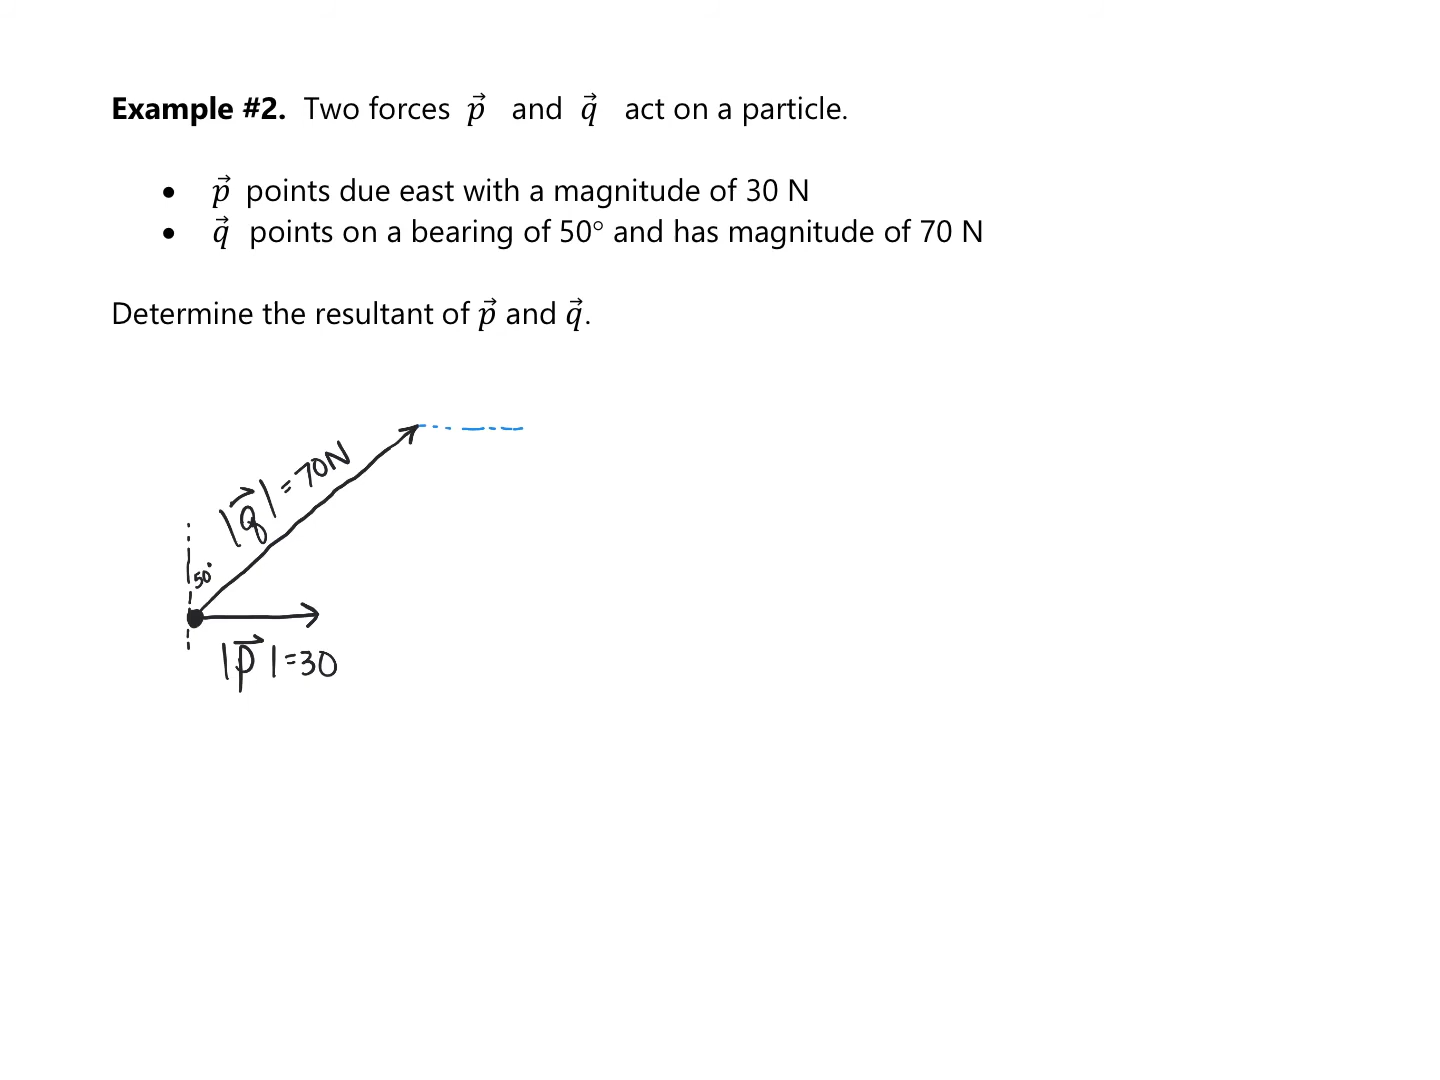 Example #2. Two forces p⃗ and q⃗ act on a particle.
• p⃗ points due east with a magnitude of 30 N
• q⃗ points on a bearing of 50° and has magnitude of 70 N
Determine the resultant of p⃗ and q⃗.
|q⃗| = 70N
50°
|p⃗| = 30